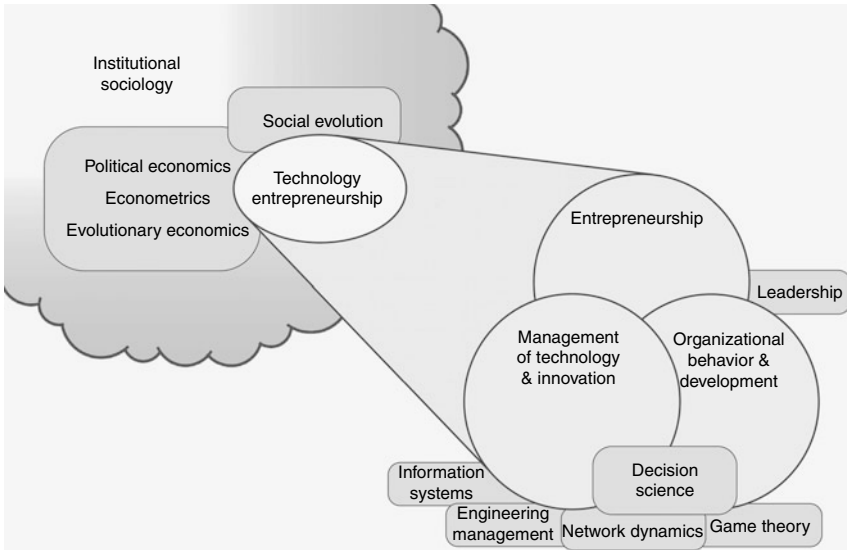 Institutional
sociology
Social evolution
Political economics
Econometrics
Evolutionary economics
Technology
entrepreneurship
Entrepreneurship
Leadership
Management
of technology
& innovation
Organizational
behavior &
development
Information
systems
Decision
science
Engineering
management
Network dynamics
Game theory